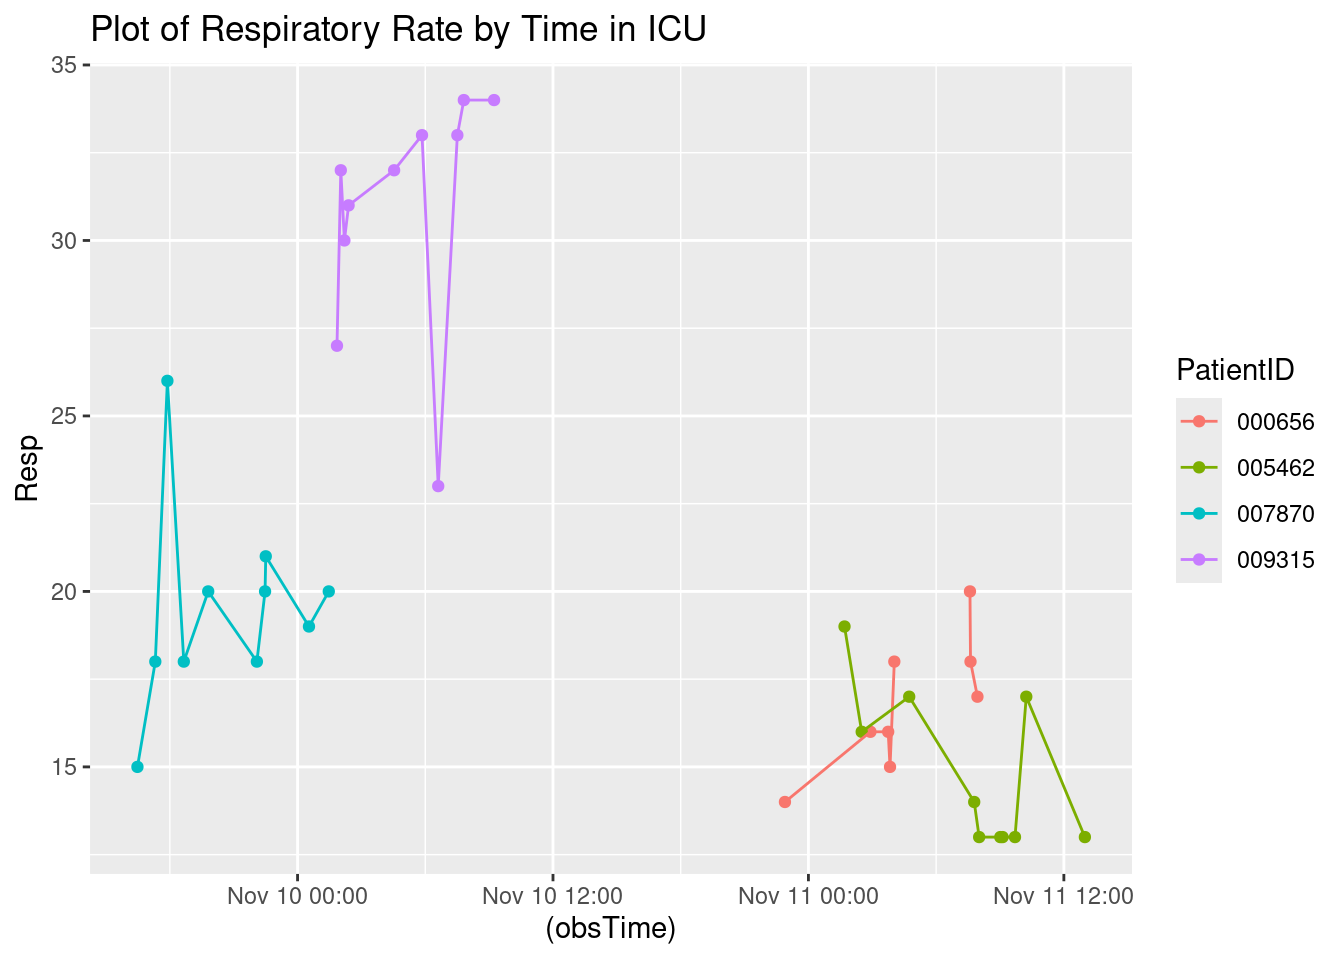 Plot of Respiratory Rate by Time in ICU
35
30
25
20
15
Resp
Nov 10 00:00
Nov 10 12:00
Nov 11 00:00
Nov 11 12:00
(obsTime)
PatientID
000656
005462
007870
009315